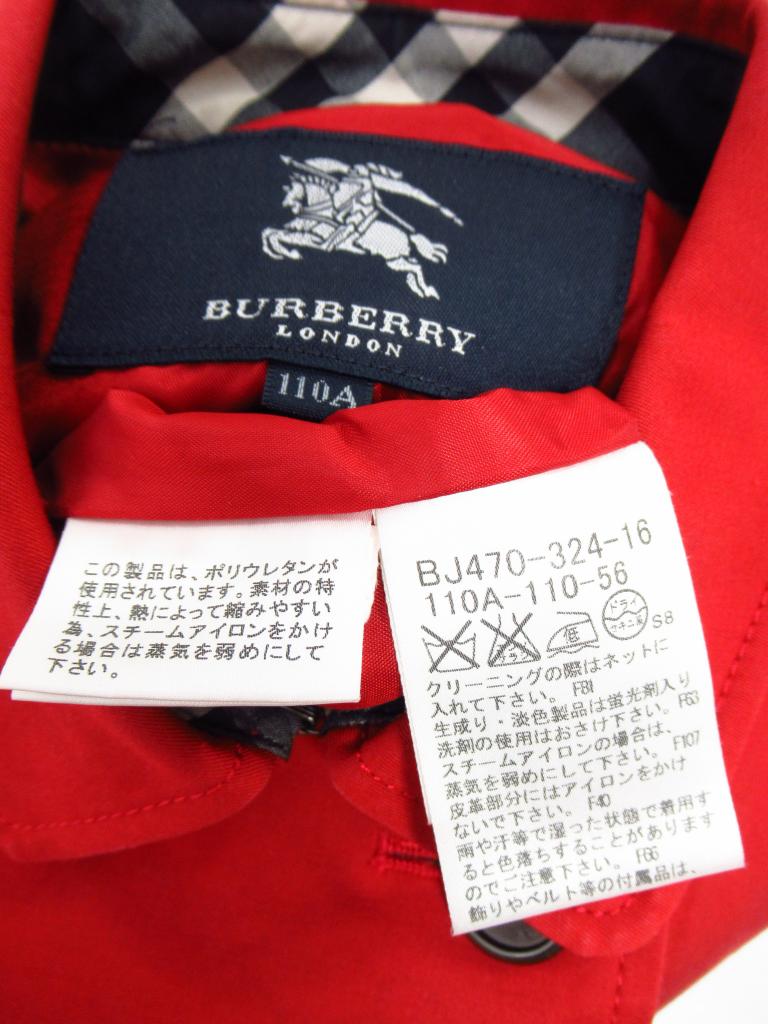 BURBERRY
LONDON
110A
この製品は、ポリウレタンが
使用されています。素材の特
性上、熱によって縮みやすい
為、スチームアイロンをかけ
る場合は蒸気を弱めにして
下さい。
BJ470-324-16
110A-110-56
低
ドライ
セキユ系
S8
クリーニングの際はネットに
入れて下さい。 F81
生成り・淡色製品は蛍光剤入り
洗剤の使用はおさけ下さい。 F63
スチームアイロンの場合は、
蒸気を弱めにして下さい。 F107
皮革部分にはアイロンをかけ
ないで下さい。 F40
雨や汗等で湿った状態で着用す
ると色落ちすることがあります
のでご注意下さい。 F66
飾りやベルト等の付属品は、